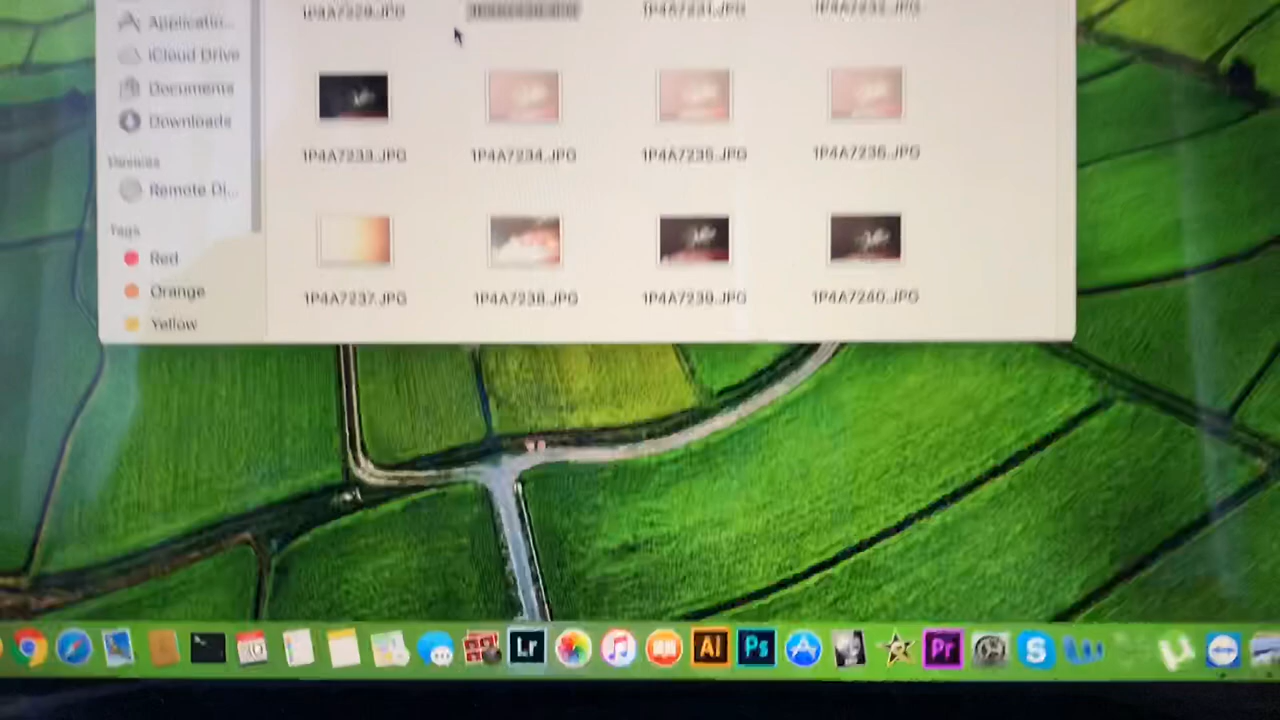 1P4A7229.JPG
1P4A7231.JPG
1P4A7232.JPG
Applicatio...
iCloud Drive
Documents
Downloads
1P4A7233.JPG
1P4A7234.JPG
1P4A7235.JPG
1P4A7236.JPG
Devices
Remote Di...
Tags
Red
Orange
Yellow
1P4A7237.JPG
1P4A7238.JPG
1P4A7239.JPG
1P4A7240.JPG
Lr
Ai
Ps
Pr
S